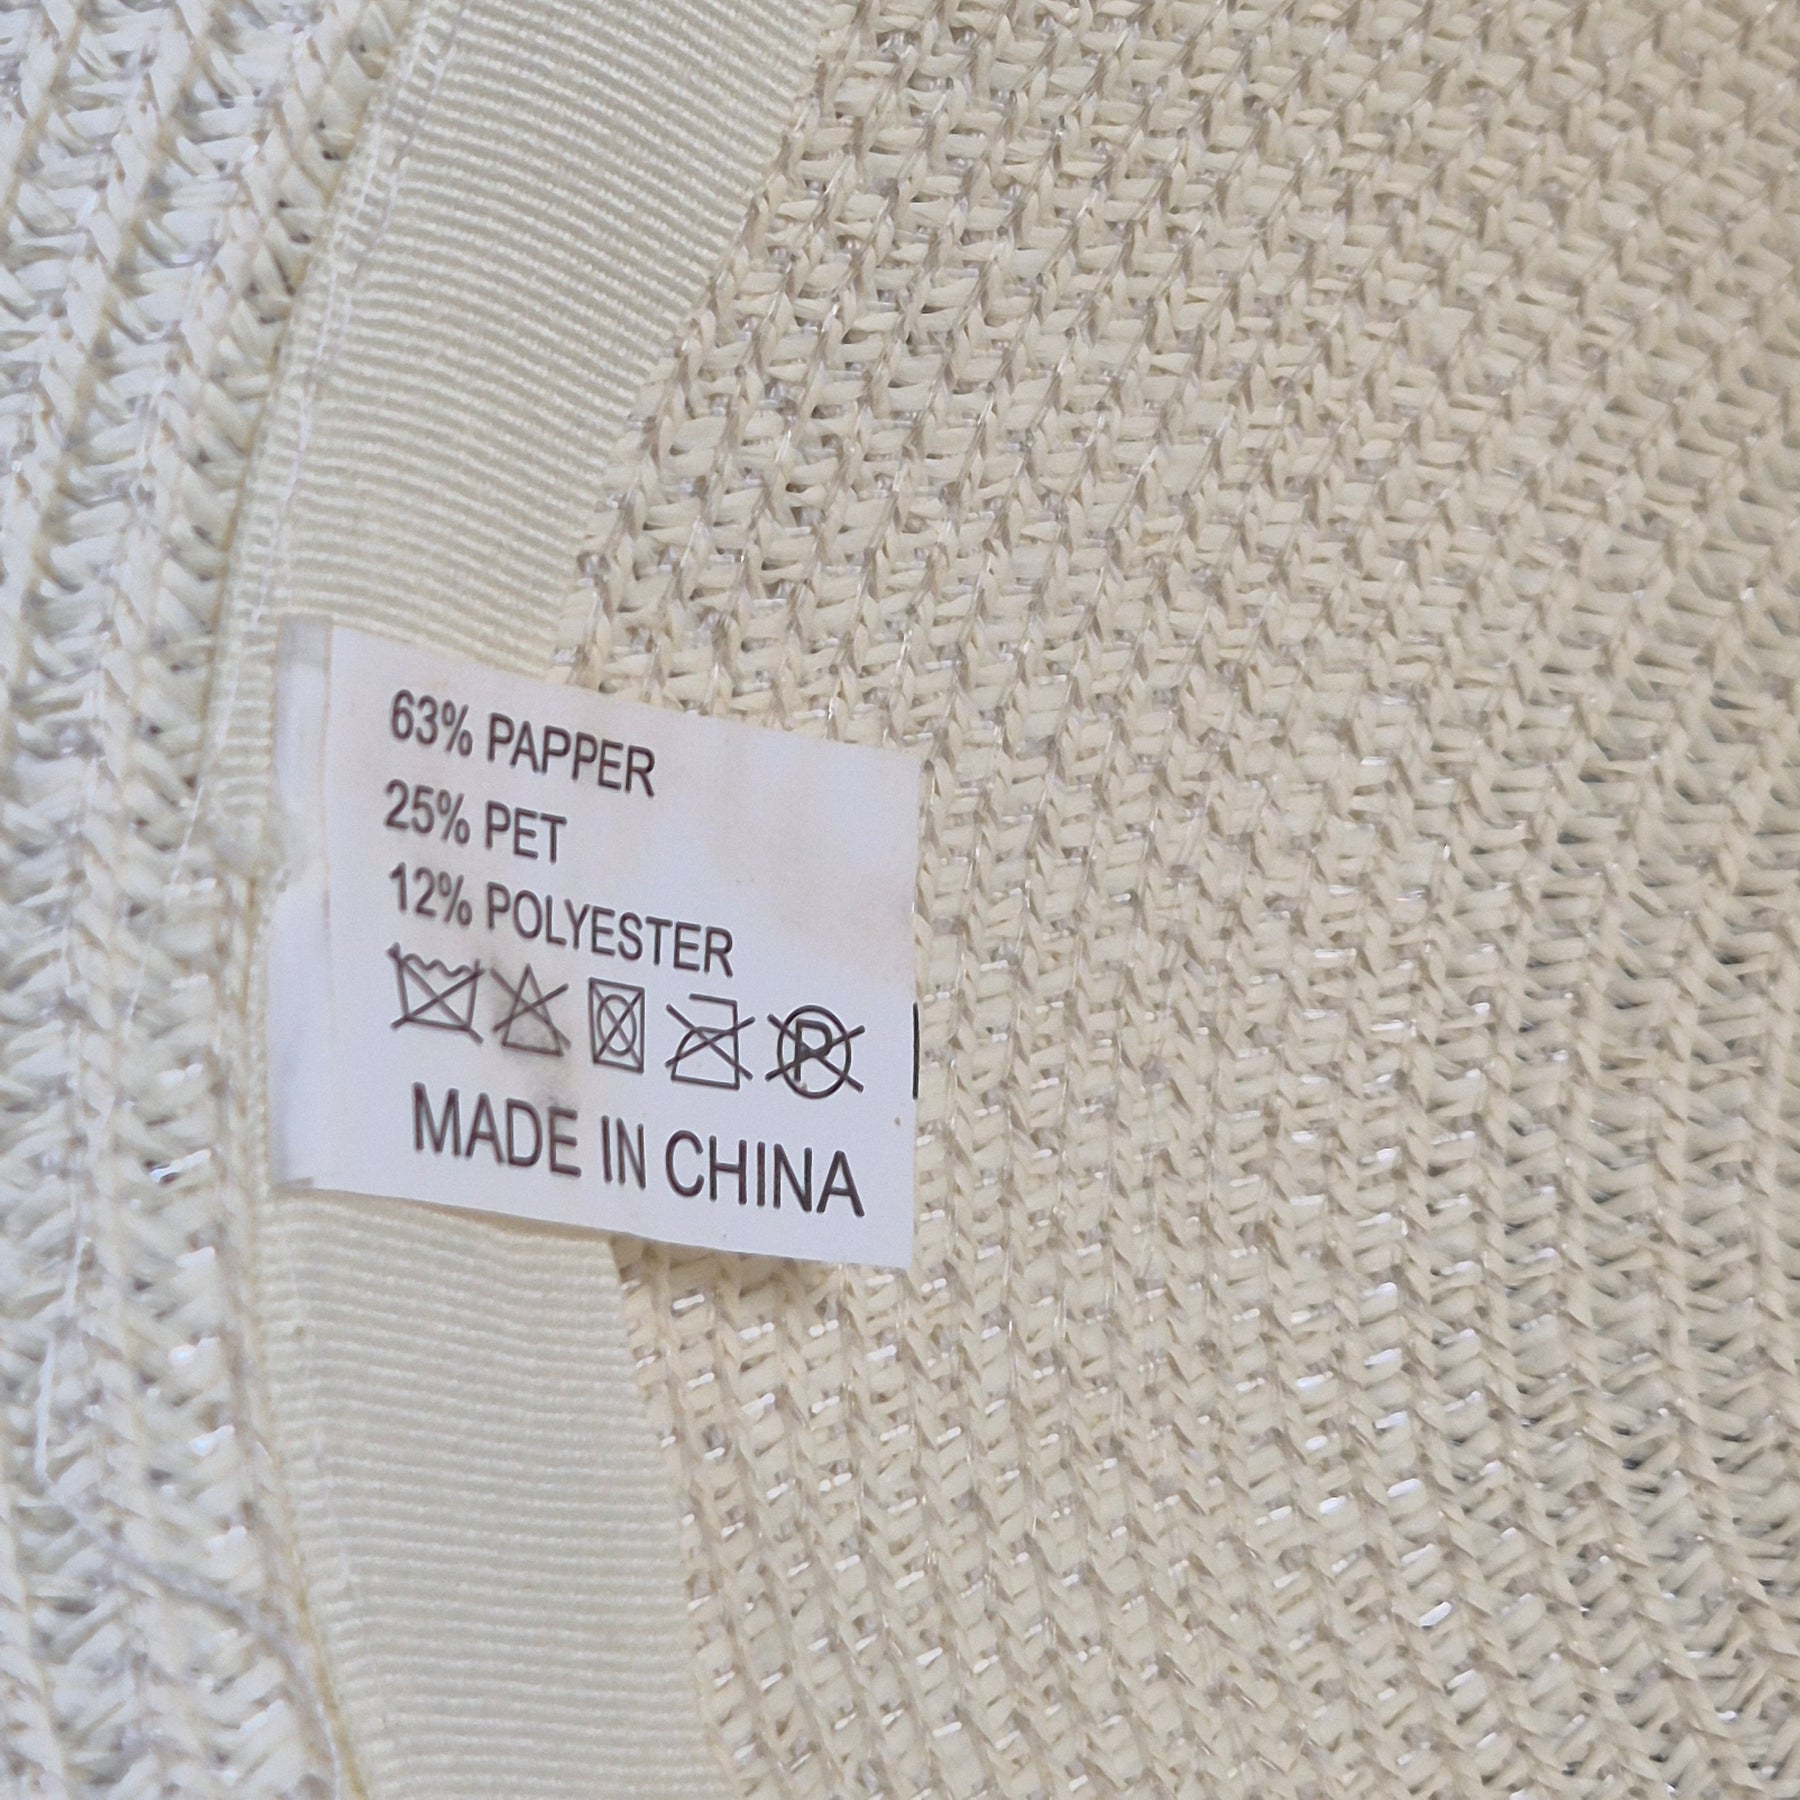 63% PAPPER
25% PET
12% POLYESTER
P
MADE IN CHINA